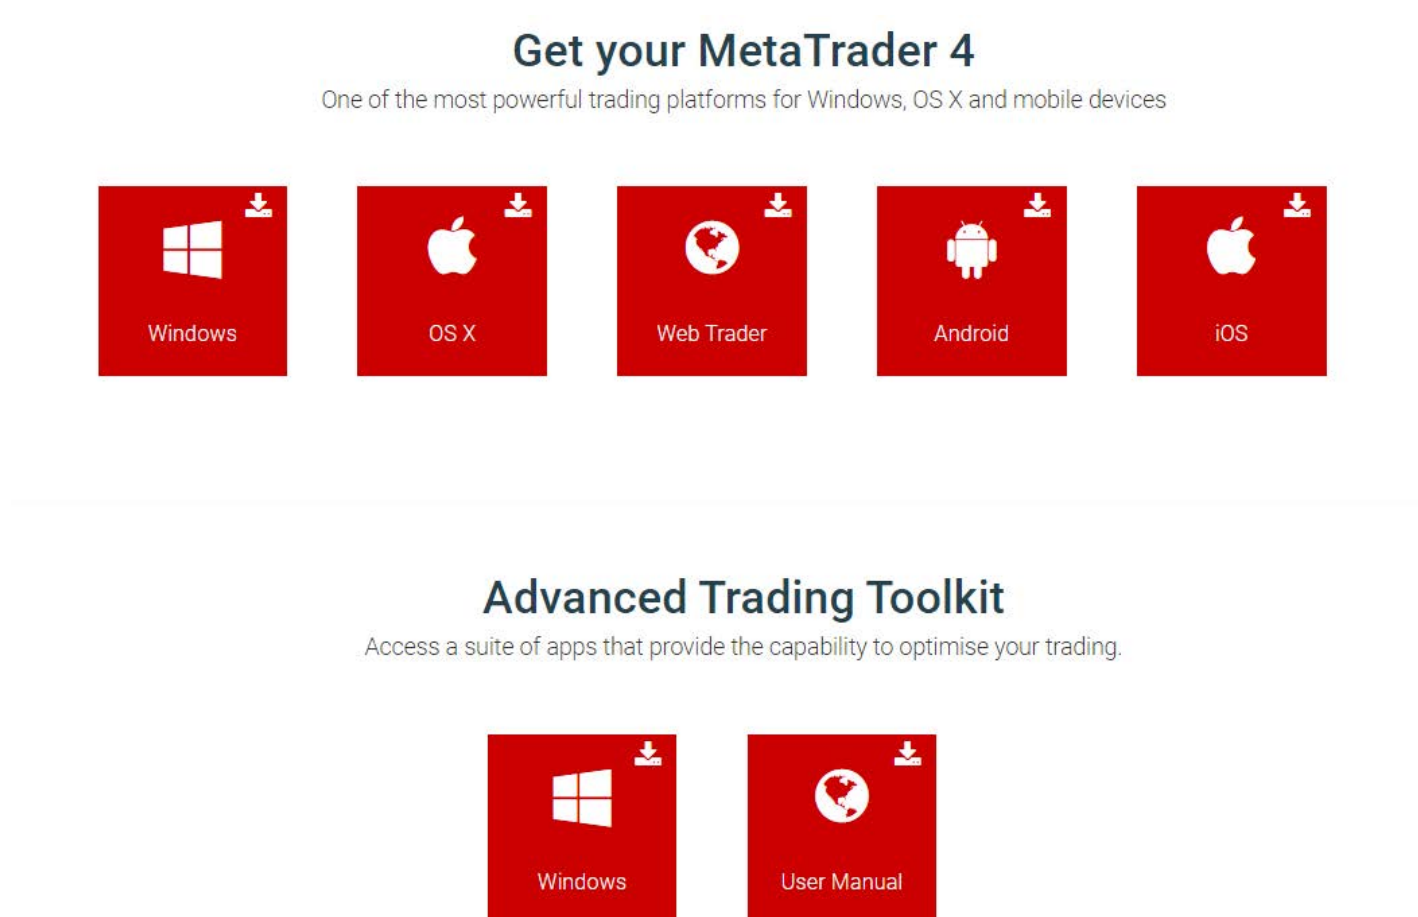 Get your MetaTrader 4
One of the most powerful trading platforms for Windows, OS X and mobile devices
Windows
OS X
Web Trader
Android
iOS
Advanced Trading Toolkit
Access a suite of apps that provide the capability to optimise your trading.
Windows
User Manual